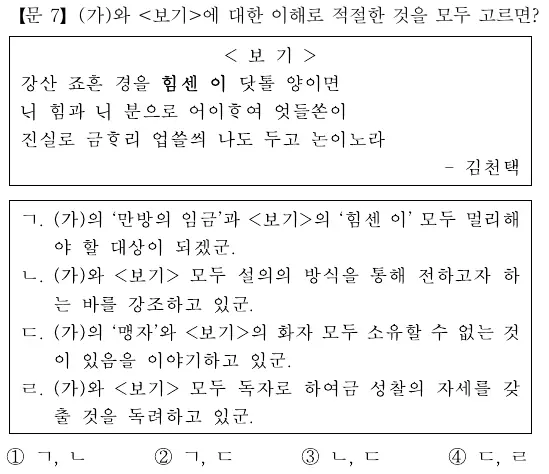 【문 7】 (가)와 <보기>에 대한 이해로 적절한 것을 모두 고르면?
< 보 기 >
강산 죠흔 경을 힘센 이 닷톨 양이면
닉 힘과 닉 분으로 어이ᄒᆞ여 엇들쏜이
진실로 금ᄒᆞ리 업쓸씌 나도 두고 논이노라
- 김천택
ㄱ. (가)의 ‘만방의 임금’과 <보기>의 ‘힘센 이’ 모두 멀리해
야 할 대상이 되겠군.
ㄴ. (가)와 <보기> 모두 설의의 방식을 통해 전하고자 하
는 바를 강조하고 있군.
ㄷ. (가)의 ‘맹자’와 <보기>의 화자 모두 소유할 수 없는 것
이 있음을 이야기하고 있군.
ㄹ. (가)와 <보기> 모두 독자로 하여금 성찰의 자세를 갖
출 것을 독려하고 있군.
① ㄱ, ㄴ ② ㄱ, ㄷ ③ ㄴ, ㄷ ④ ㄷ, ㄹ